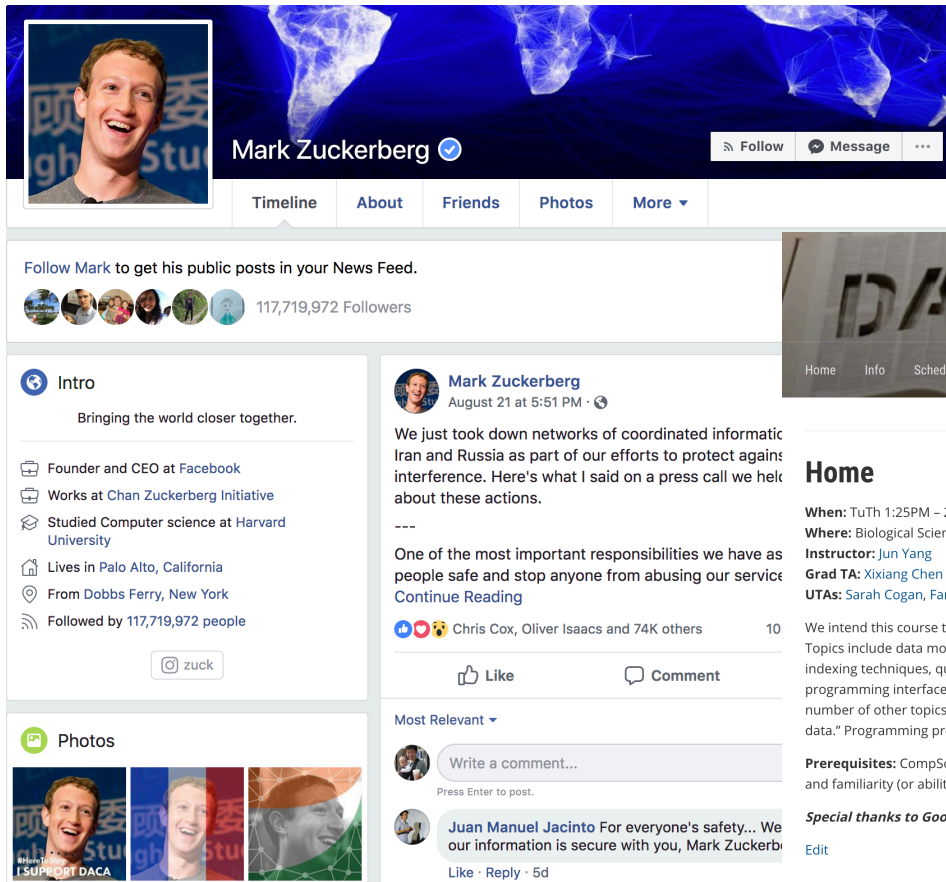 Mark Zuckerberg
Follow
Message
Timeline
About
Friends
Photos
More
Follow Mark to get his public posts in your News Feed.
117,719,972 Followers
Intro
Bringing the world closer together.
Founder and CEO at Facebook
Works at Chan Zuckerberg Initiative
Studied Computer science at Harvard
University
Lives in Palo Alto, California
From Dobbs Ferry, New York
Followed by 117,719,972 people
zuck
Photos
#HereToStay
I SUPPORT DACA
Mark Zuckerberg
August 21 at 5:51 PM ·
We just took down networks of coordinated informatic
Iran and Russia as part of our efforts to protect agains
interference. Here's what I said on a press call we held
about these actions.
---
One of the most important responsibilities we have as
people safe and stop anyone from abusing our service
Continue Reading
Chris Cox, Oliver Isaacs and 74K others
10
Like
Comment
Most Relevant
Write a comment...
Press Enter to post.
Juan Manuel Jacinto For everyone's safety... We
our information is secure with you, Mark Zuckerbe
Like · Reply · 5d
DA
Home
Info
Sched
Home
When: TuTh 1:25PM – 2
Where: Biological Scien
Instructor: Jun Yang
Grad TA: Xixiang Chen
UTAs: Sarah Cogan, Far
We intend this course t
Topics include data mo
indexing techniques, qu
programming interface
number of other topics
data." Programming pr
Prerequisites: CompSc
and familiarity (or abilit
Special thanks to Goo
Edit